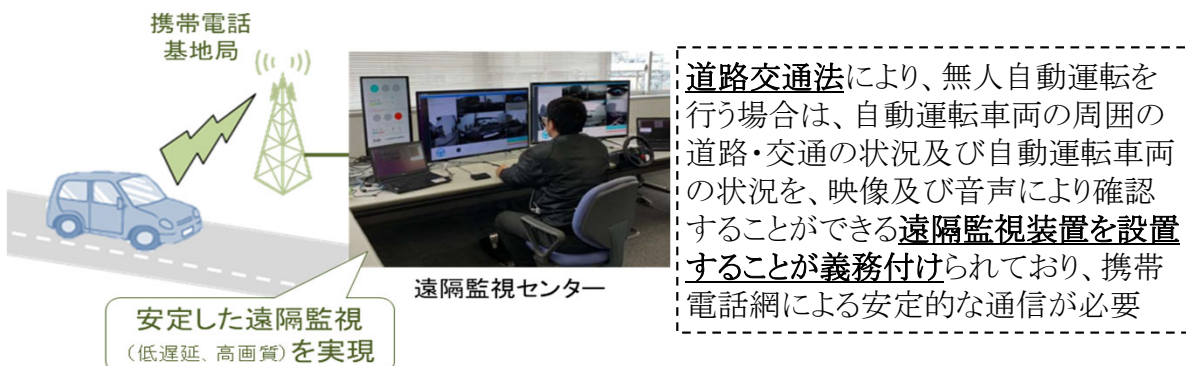 携帯電話
基地局
遠隔監視センター
安定した遠隔監視
(低遅延、高画質)を実現
道路交通法により、無人自動運転を
行う場合は、自動運転車両の周囲の
道路・交通の状況及び自動運転車両
の状況を、映像及び音声により確認
することができる遠隔監視装置を設置
することが義務付けられており、携帯
電話網による安定的な通信が必要